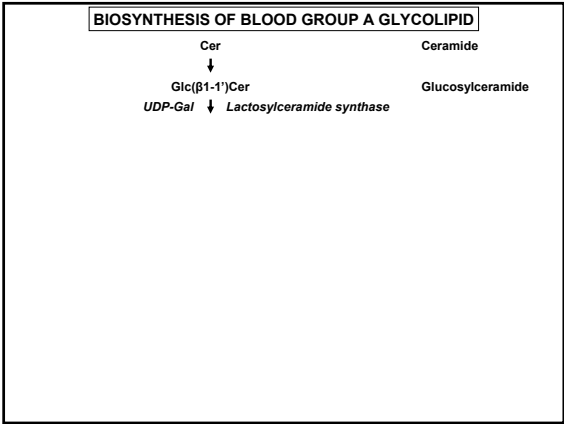 BIOSYNTHESIS OF BLOOD GROUP A GLYCOLIPID
Cer Ceramide
Glc(β1-1’)Cer Glucosylceramide
UDP-Gal Lactosylceramide synthase